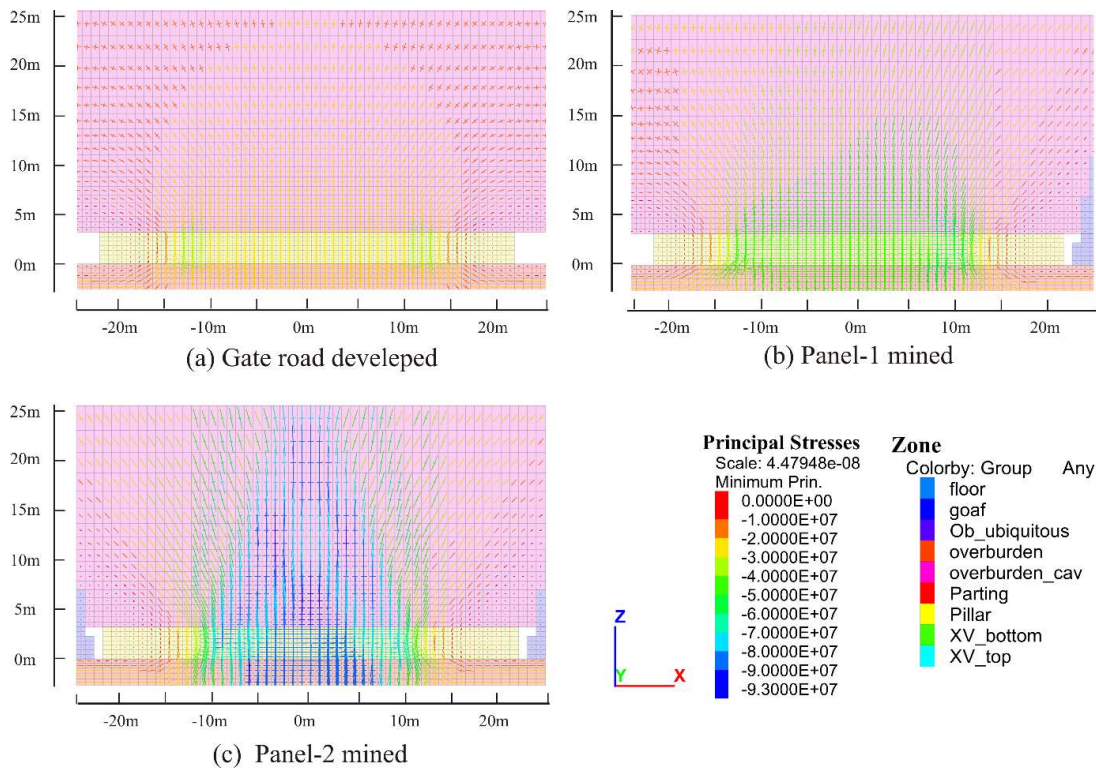 25m
20m
15m
10m
5m
0m
-20m -10m 0m 10m 20m
(a) Gate road develeped
25m
20m
15m
10m
5m
0m
-20m -10m 0m 10m 20m
(b) Panel-1 mined
25m
20m
15m
10m
5m
0m
-20m -10m 0m 10m 20m
(c) Panel-2 mined
Z
Y X
Principal Stresses
Scale: 4.47948e-08
Minimum Prin.
0.0000E+00
-1.0000E+07
-2.0000E+07
-3.0000E+07
-4.0000E+07
-5.0000E+07
-6.0000E+07
-7.0000E+07
-8.0000E+07
-9.0000E+07
-9.3000E+07
Zone
Colorby: Group Any
floor
goaf
Ob_ubiquitous
overburden
overburden_cav
Parting
Pillar
XV_bottom
XV_top